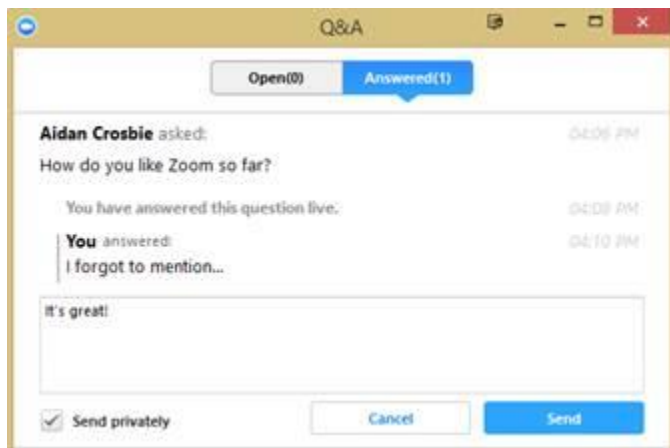 Q&A
Open(0) Answered(1)
Aidan Crosbie asked: 04:06 PM
How do you like Zoom so far?
You have answered this question live. 04:08 PM
You answered: 04:10 PM
I forgot to mention...
It's great!
Send privately Cancel Send